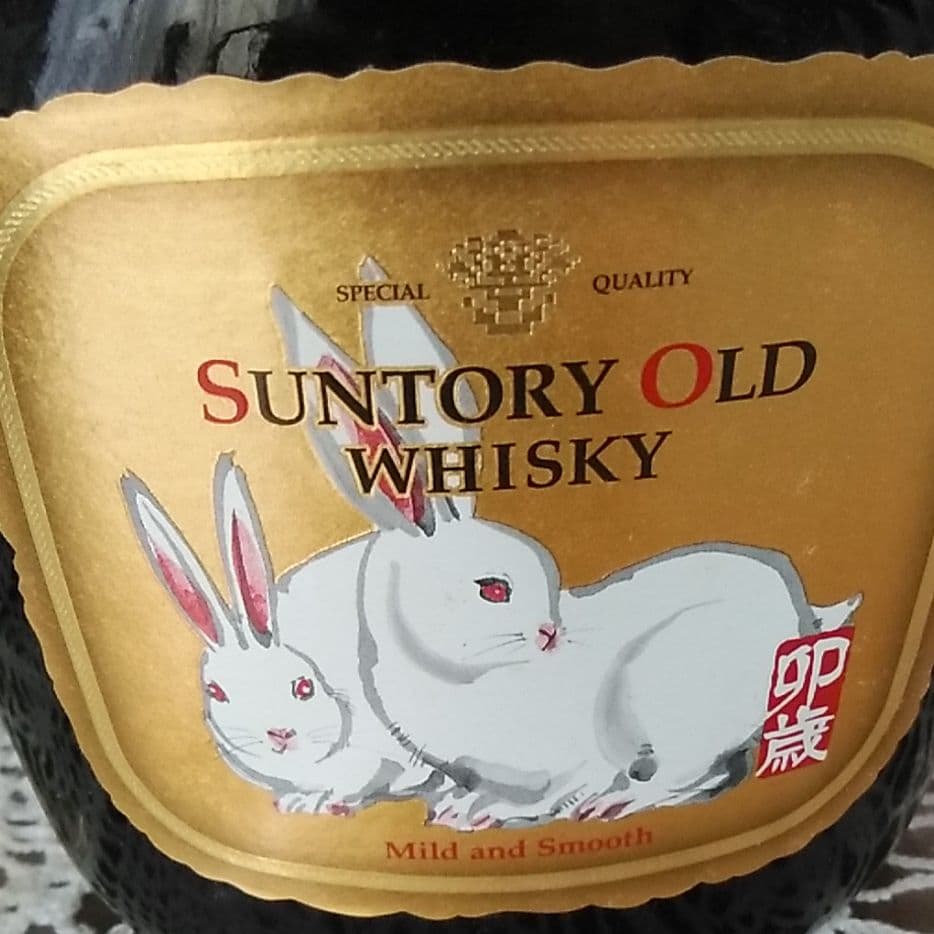 SPECIAL QUALITY
SUNTORY OLD
WHISKY
卯歳
Mild and Smooth